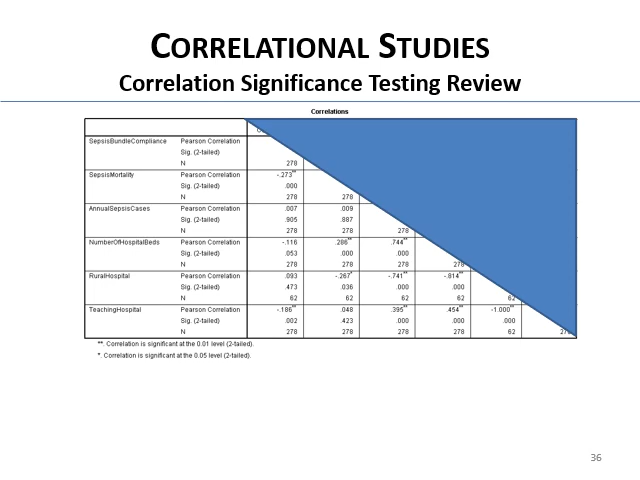 CORRELATIONAL STUDIES
Correlation Significance Testing Review
Correlations
SepsisBundleCompliance Pearson Correlation
Sig. (2-tailed)
N 278
SepsisMortality Pearson Correlation -.273**
Sig. (2-tailed) .000
N 278 278
AnnualSepsisCases Pearson Correlation .007 .009
Sig. (2-tailed) .905 .887
N 278 278 278
NumberOfHospitalBeds Pearson Correlation -.116 .286** .744**
Sig. (2-tailed) .053 .000 .000
N 278 278 278 278
RuralHospital Pearson Correlation .093 -.267* -.741** -.814**
Sig. (2-tailed) .473 .036 .000 .000
N 62 62 62 62 62
TeachingHospital Pearson Correlation -.186** .048 .395** .454** -1.000**
Sig. (2-tailed) .002 .423 .000 .000 .000
N 278 278 278 278 62
**. Correlation is significant at the 0.01 level (2-tailed).
*. Correlation is significant at the 0.05 level (2-tailed).
36